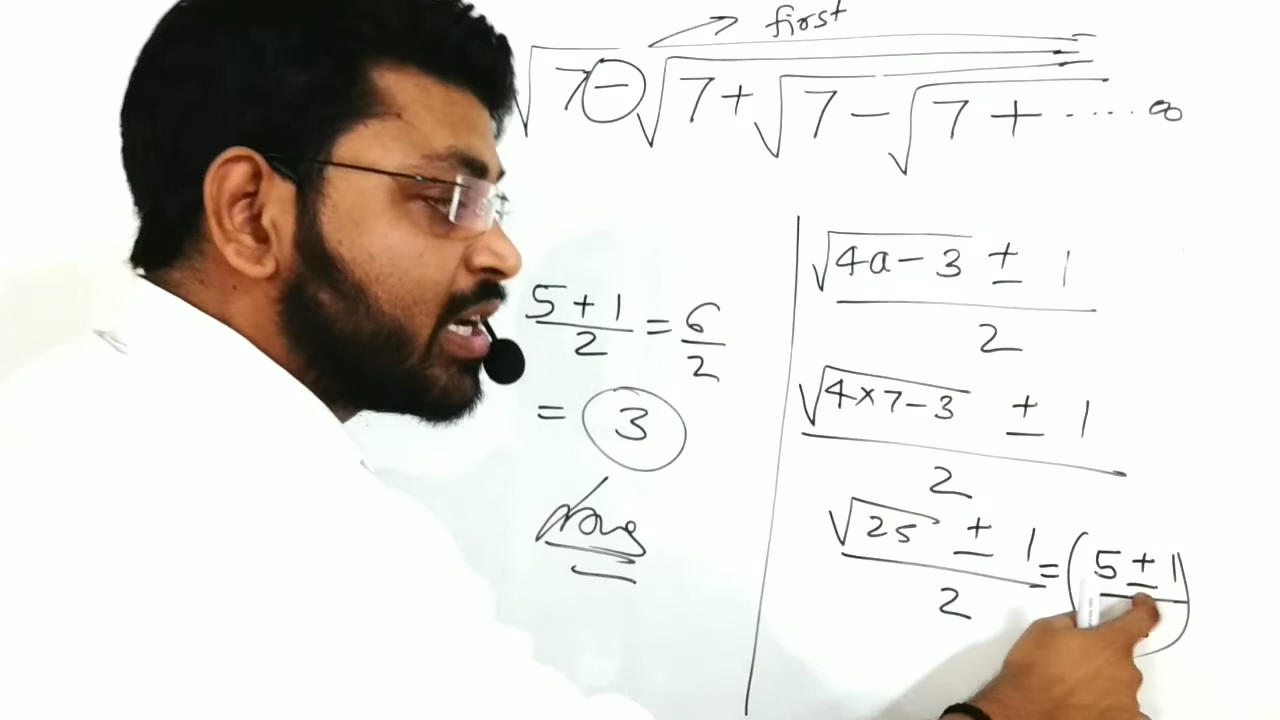 first
√7 - √7 + √7 - √7 + ..... ∞
5 + 1 / 2 = 6 / 2
= 3
√4a - 3 ± 1 / 2
√4 × 7 - 3 ± 1 / 2
√25 ± 1 / 2 = (5 ± 1)